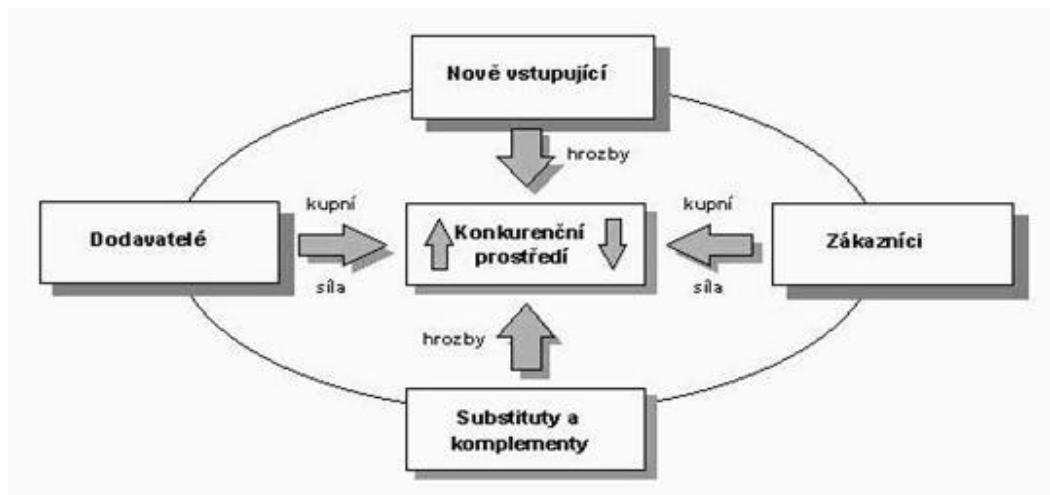 Nově vstupující
hrozby
kupní
kupní
Dodavatelé
Konkurenční
prostředí
Zákazníci
síla
síla
hrozby
Substituty a
komplementy